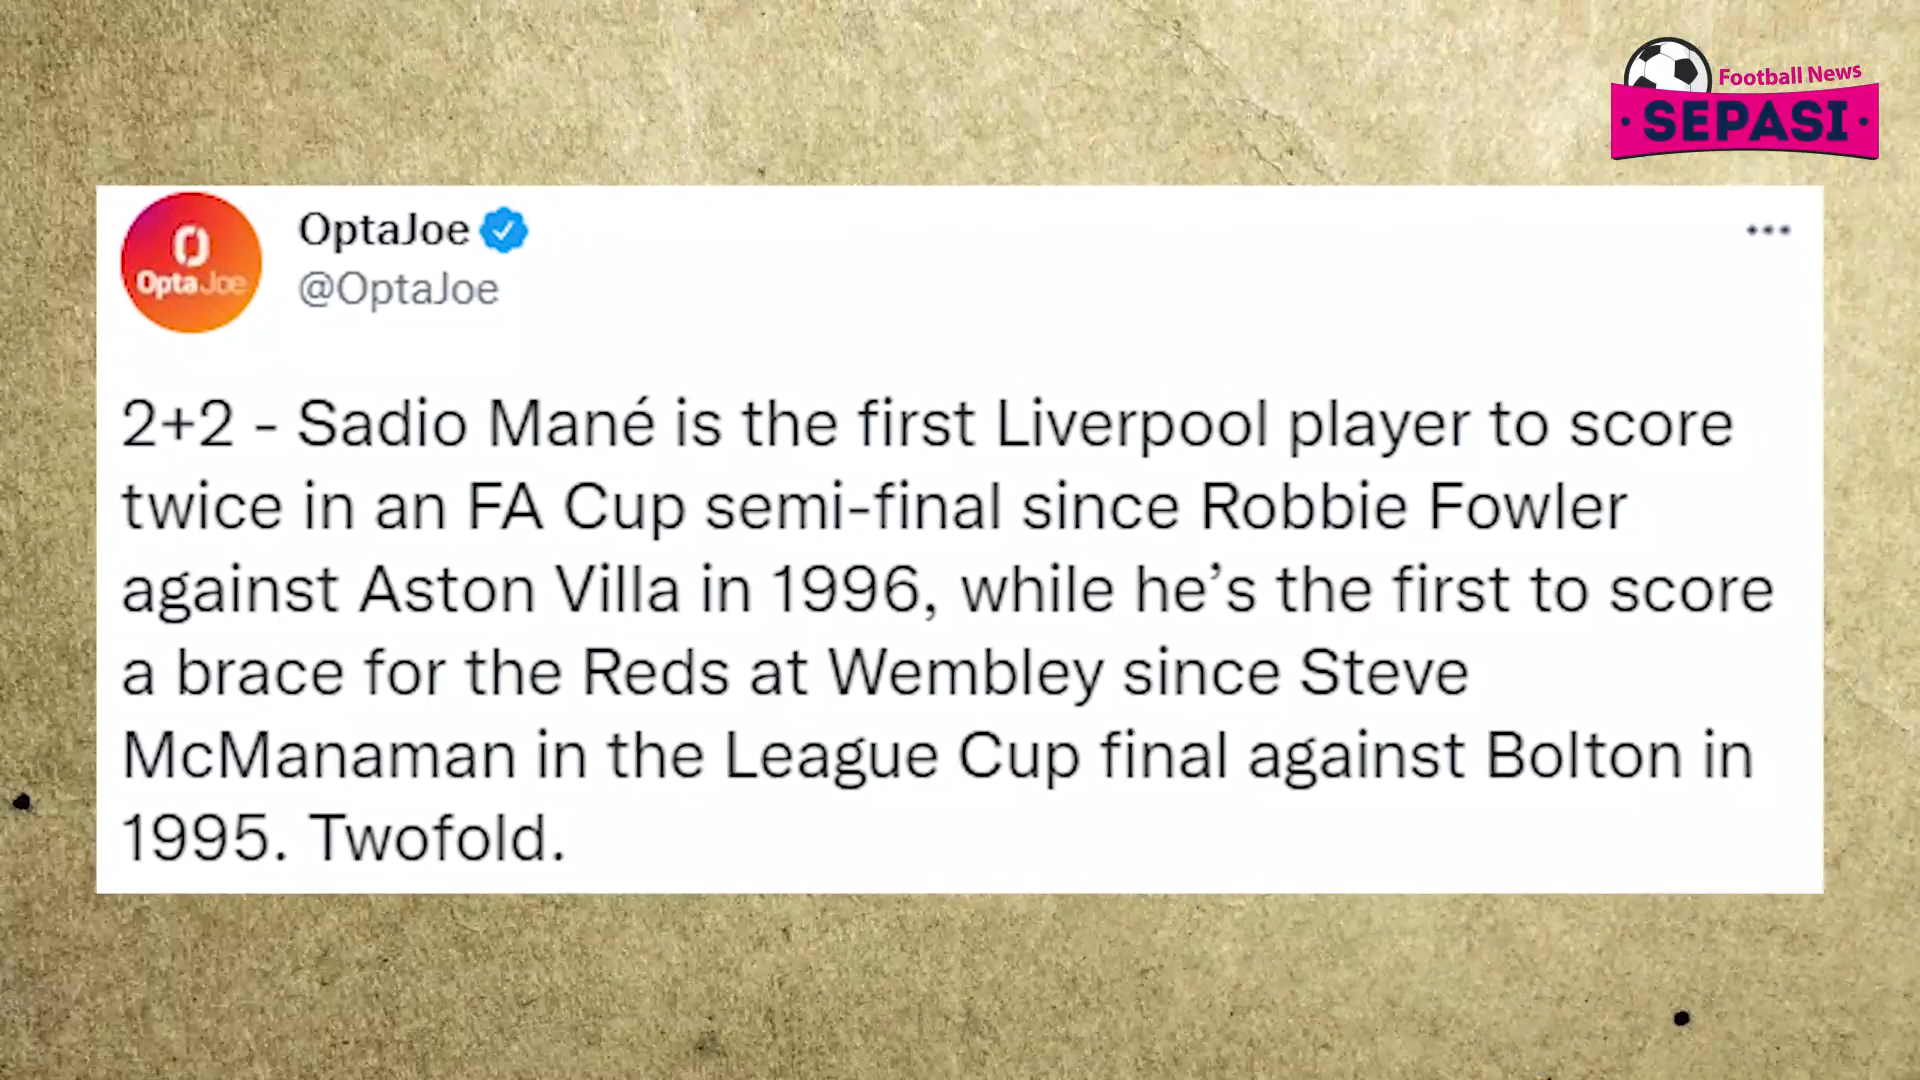 Football News
SEPASI
OptaJoe
@OptaJoe
Opta Joe
2+2 - Sadio Mané is the first Liverpool player to score
twice in an FA Cup semi-final since Robbie Fowler
against Aston Villa in 1996, while he’s the first to score
a brace for the Reds at Wembley since Steve
McManaman in the League Cup final against Bolton in
1995. Twofold.